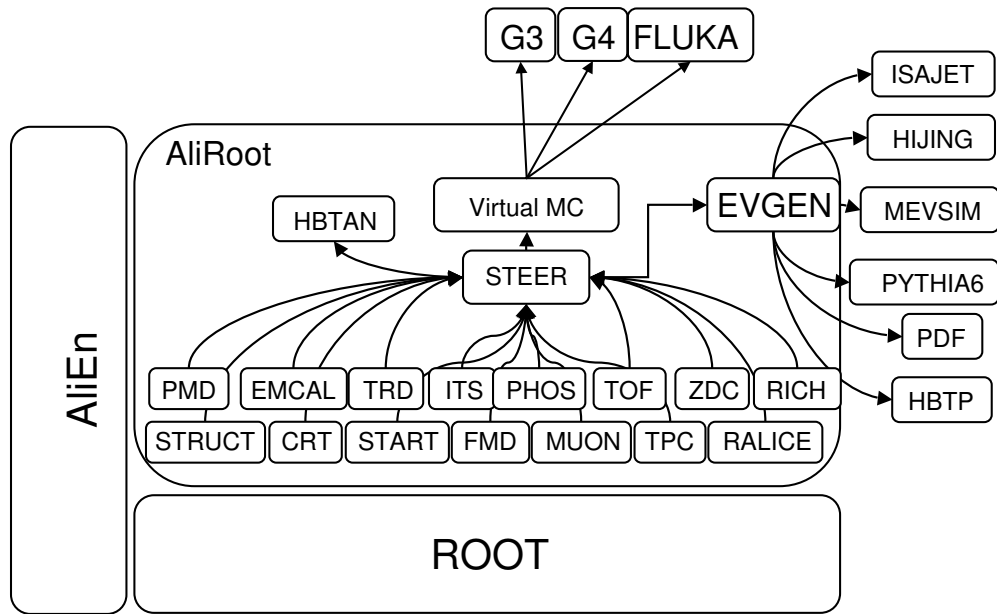 G3 G4 FLUKA
ISAJET
HIJING
AliRoot
Virtual MC
EVGEN
MEVSIM
HBTAN
STEER
PYTHIA6
PDF
PMD EMCAL TRD ITS PHOS TOF ZDC RICH
HBTP
STRUCT CRT START FMD MUON TPC RALICE
AliEn
ROOT